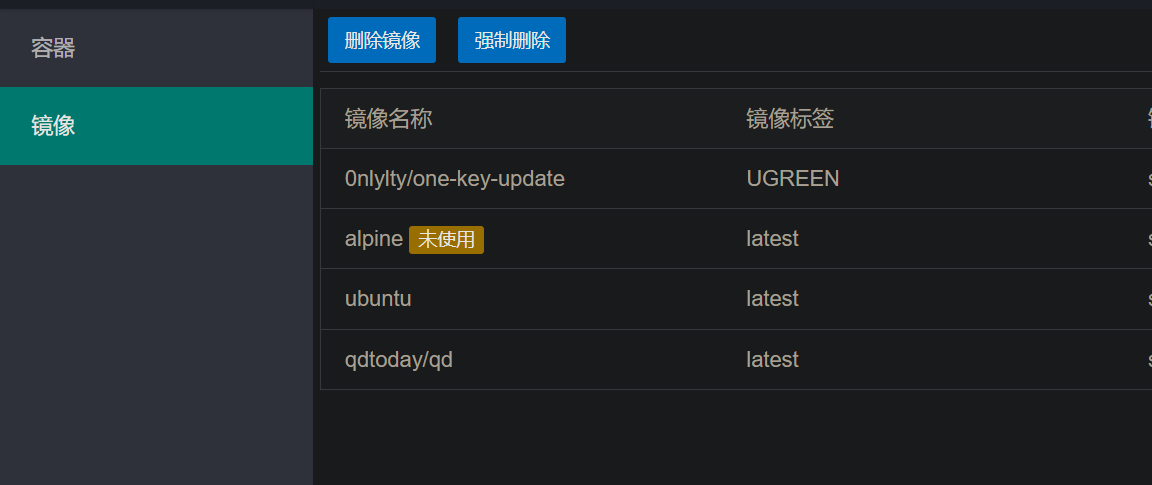 容器
镜像
删除镜像 强制删除
镜像名称 镜像标签
0nlylty/one-key-update UGREEN
alpine 未使用 latest
ubuntu latest
qdtoday/qd latest